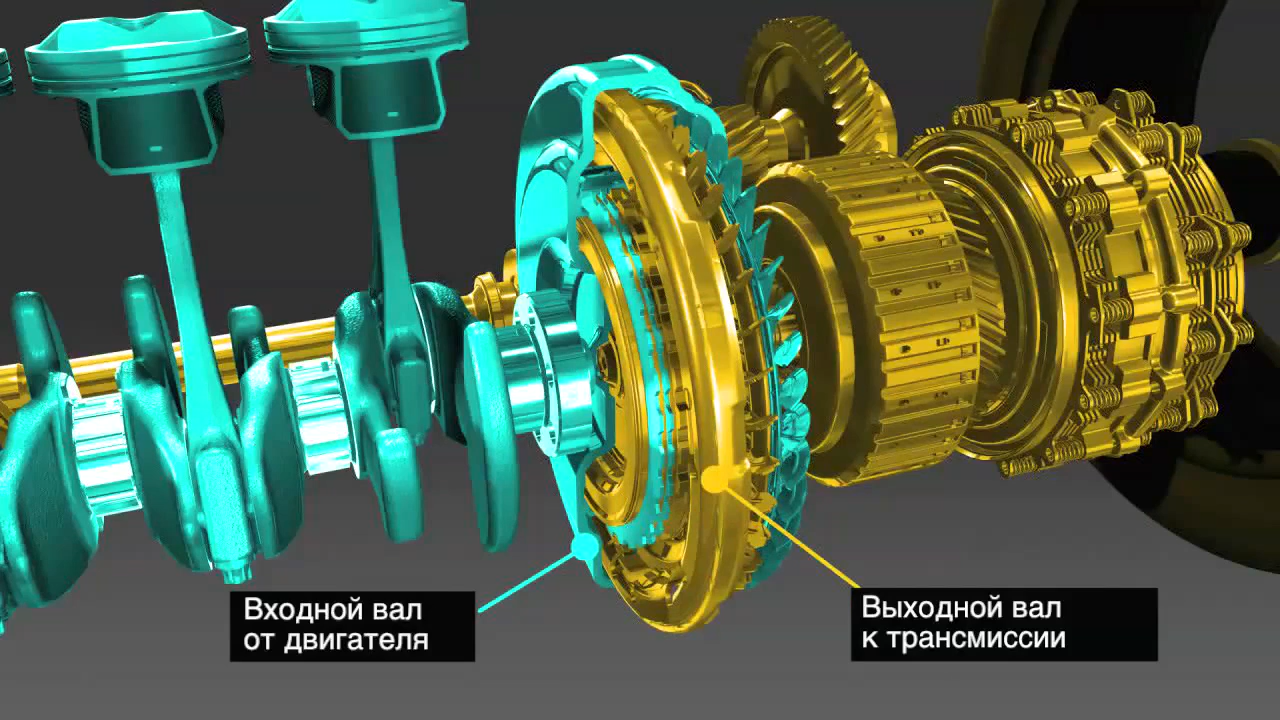 Входной вал
от двигателя
Выходной вал
к трансмиссии